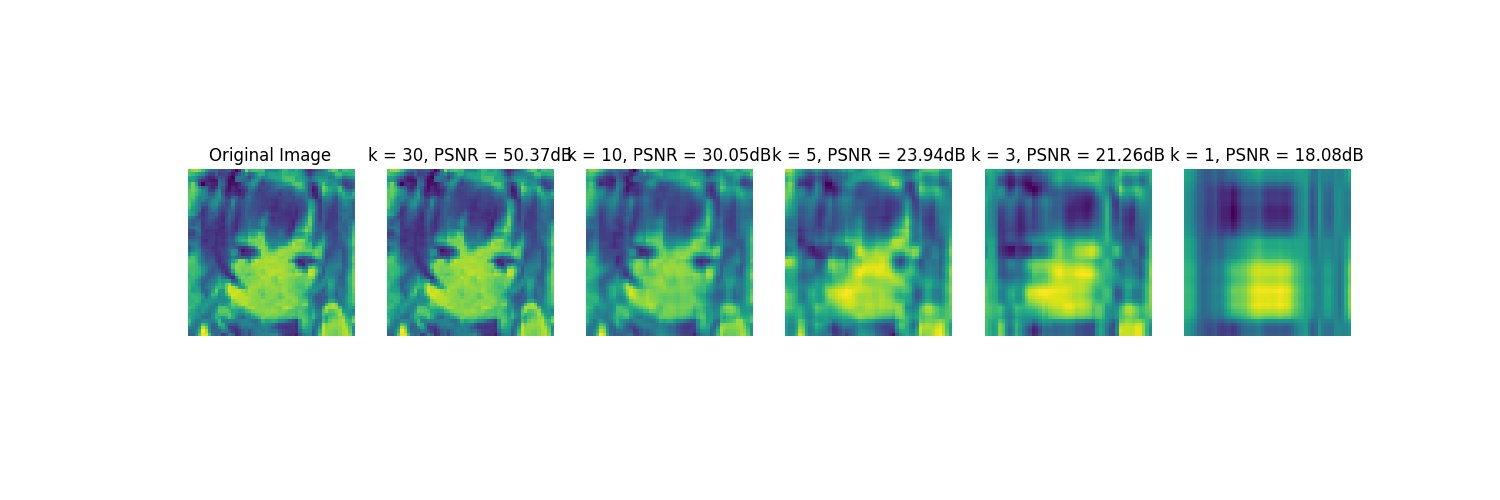 Original Image
k = 30, PSNR = 50.37dB
k = 10, PSNR = 30.05dB
k = 5, PSNR = 23.94dB
k = 3, PSNR = 21.26dB
k = 1, PSNR = 18.08dB